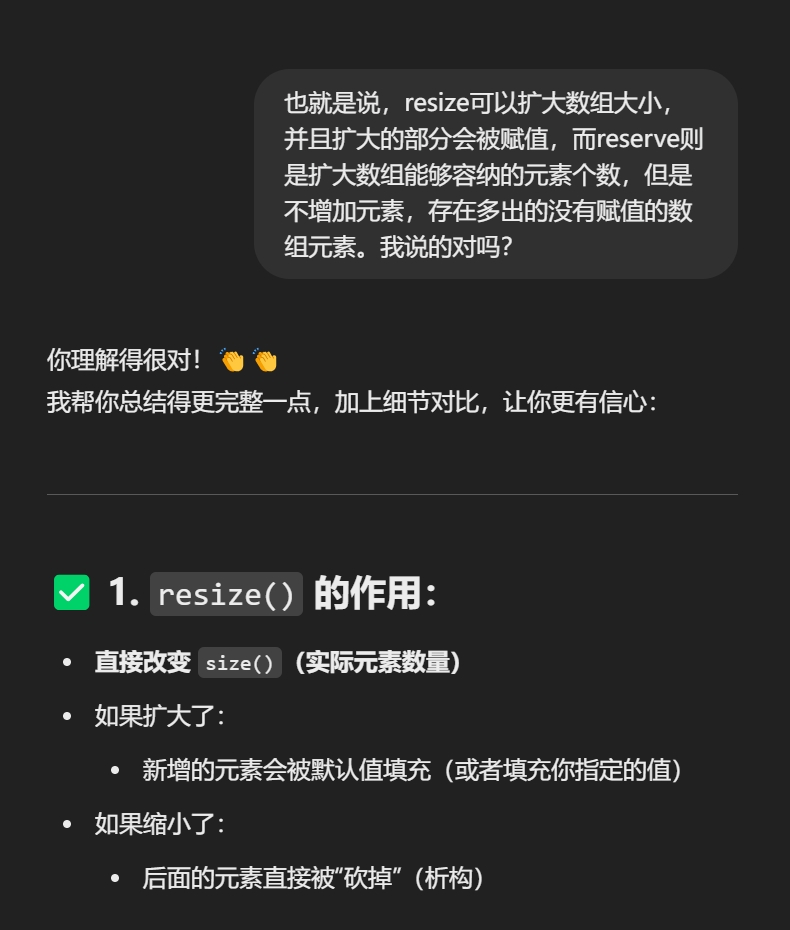 也就是说，resize可以扩大数组大小，
并且扩大的部分会被赋值，而reserve则
是扩大数组能够容纳的元素个数，但是
不增加元素，存在多出的没有赋值的数
组元素。我说的对吗？
你理解得很对！👏👏
我帮你总结得更完整一点，加上细节对比，让你更有信心：
✅ 1. resize() 的作用：
• 直接改变 size()（实际元素数量）
• 如果扩大了：
• 新增的元素会被默认值填充（或者填充你指定的值）
• 如果缩小了：
• 后面的元素直接被“砍掉”（析构）